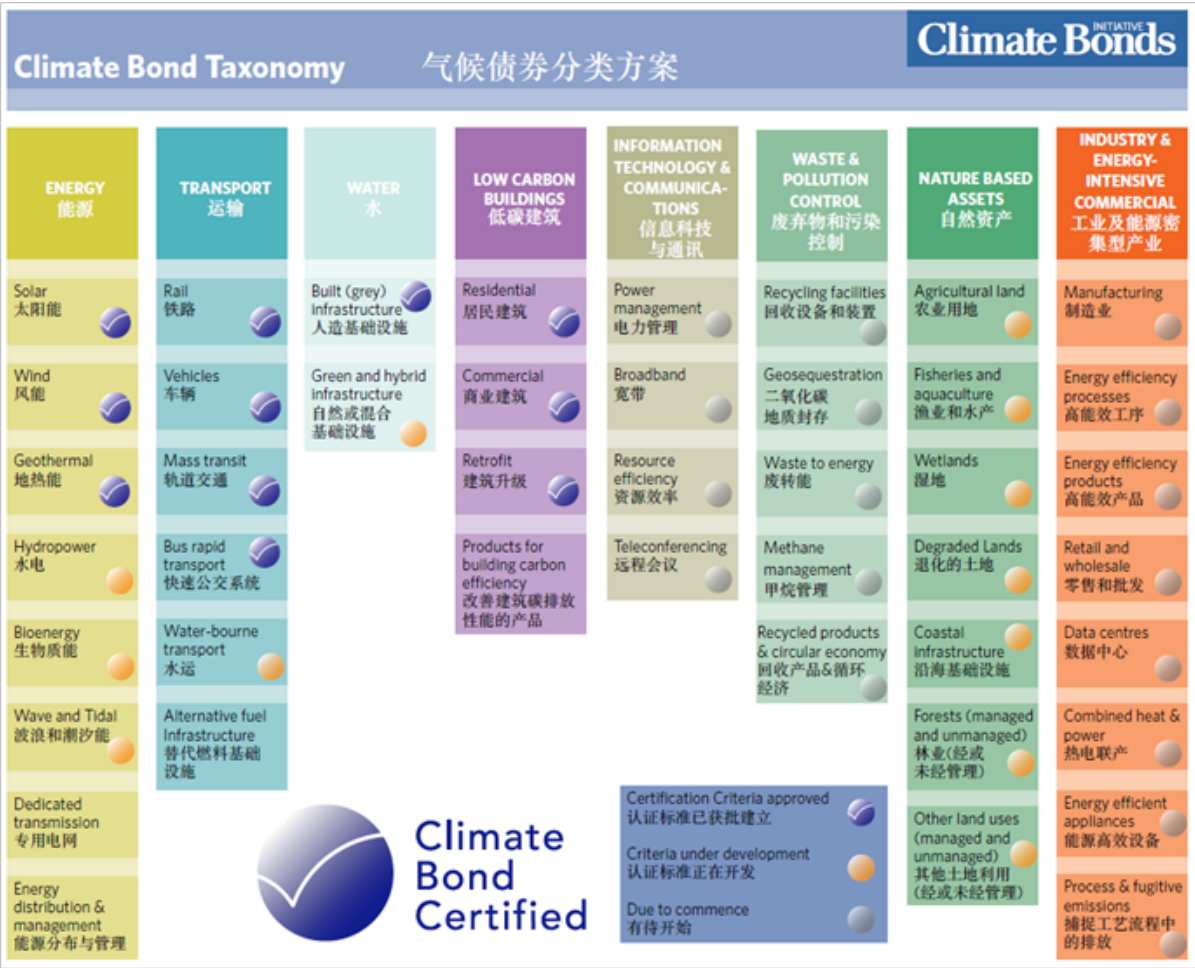 Climate Bond Taxonomy 气候债券分类方案
INITIATIVE
Climate Bonds
ENERGY
能源
Solar
太阳能
Wind
风能
Geothermal
地热能
Hydropower
水电
Bioenergy
生物质能
Wave and Tidal
波浪和潮汐能
Dedicated
transmission
专用电网
Energy
distribution &
management
能源分布与管理
TRANSPORT
运输
Rail
铁路
Vehicles
车辆
Mass transit
轨道交通
Bus rapid
transport
快速公交系统
Water-bourne
transport
水运
Alternative fuel
Infrastructure
替代燃料基础
设施
WATER
水
Built (grey)
Infrastructure
人造基础设施
Green and hybrid
infrastructure
自然或混合
基础设施
LOW CARBON
BUILDINGS
低碳建筑
Residential
居民建筑
Commercial
商业建筑
Retrofit
建筑升级
Products for
building carbon
efficiency
改善建筑碳排放
性能的产品
INFORMATION
TECHNOLOGY &
COMMUNICA-
TIONS
信息科技
与通讯
Power
management
电力管理
Broadband
宽带
Resource
efficiency
资源效率
Teleconferencing
远程会议
WASTE &
POLLUTION
CONTROL
废弃物和污染
控制
Recycling facilities
回收设备和装置
Geosequestration
二氧化碳
地质封存
Waste to energy
废转能
Methane
management
甲烷管理
Recycled products
& circular economy
回收产品&循环
经济
NATURE BASED
ASSETS
自然资产
Agricultural land
农业用地
Fisheries and
aquaculture
渔业和水产
Wetlands
湿地
Degraded Lands
退化的土地
Coastal
Infrastructure
沿海基础设施
Forests (managed
and unmanaged)
林业(经或
未经管理)
Other land uses
(managed and
unmanaged)
其他土地利用
(经或未经管理)
INDUSTRY &
ENERGY-
INTENSIVE
COMMERCIAL
工业及能源密
集型产业
Manufacturing
制造业
Energy efficiency
processes
高能效工序
Energy efficiency
products
高能效产品
Retail and
wholesale
零售和批发
Data centres
数据中心
Combined heat &
power
热电联产
Energy efficient
appliances
能源高效设备
Process & fugitive
emissions
捕捉工艺流程中
的排放
Climate
Bond
Certified
Certification Criteria approved
认证标准已获批建立
Criteria under development
认证标准正在开发
Due to commence
有待开始